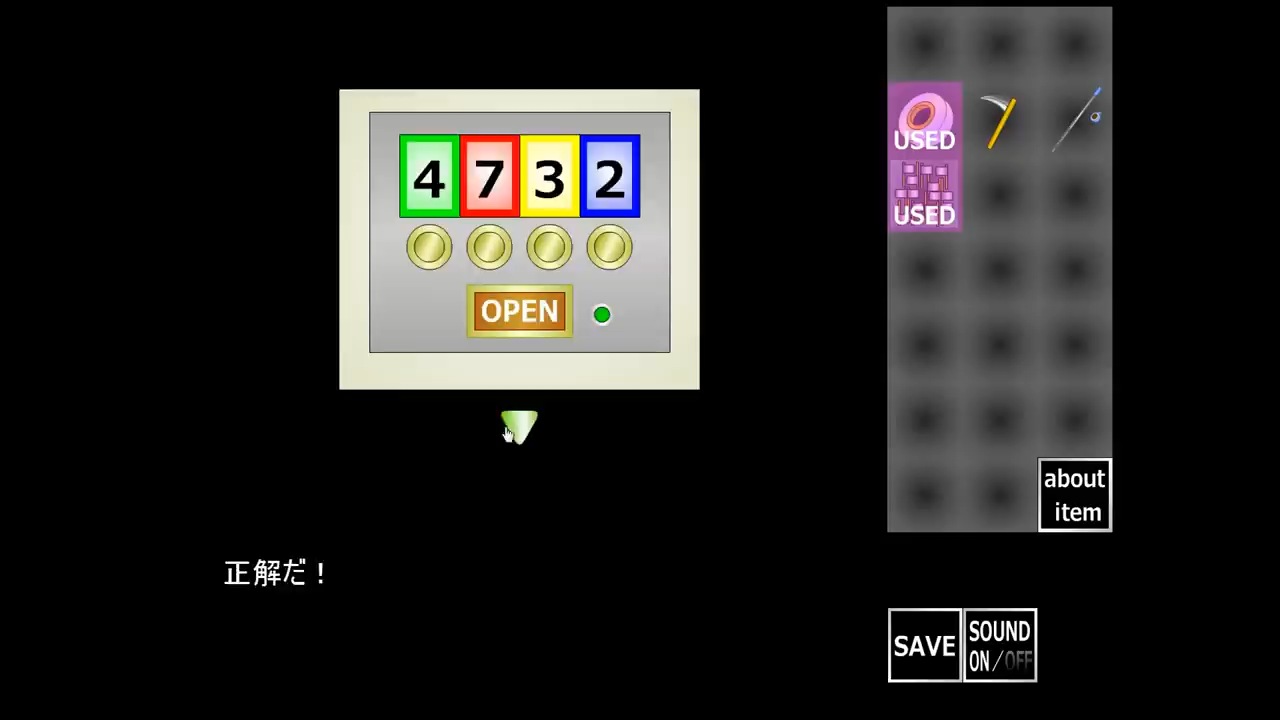 4 7 3 2
OPEN
USED
USED
about
item
正解だ！
SAVE
SOUND
ON/OFF